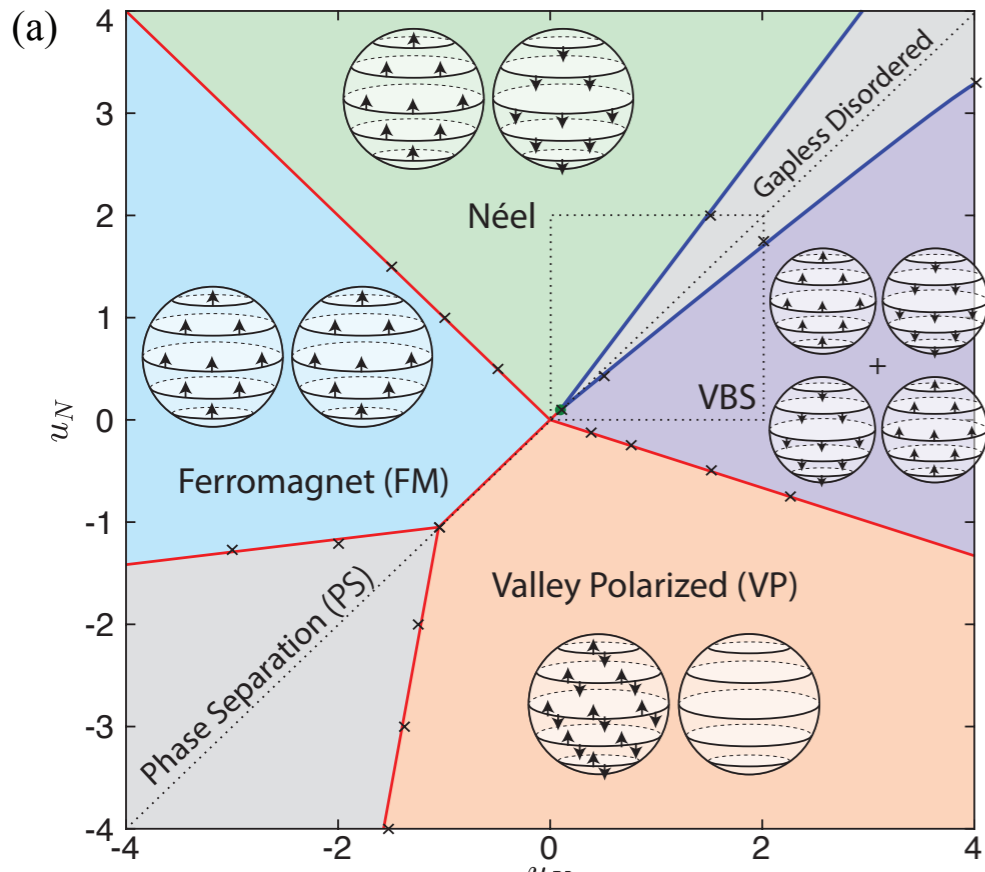 (a)
4
3
2
1
0
-1
-2
-3
-4
u_N
-4
-2
0
2
4
Néel
Gapless Disordered
VBS
+
Ferromagnet (FM)
Valley Polarized (VP)
Phase Separation (PS)